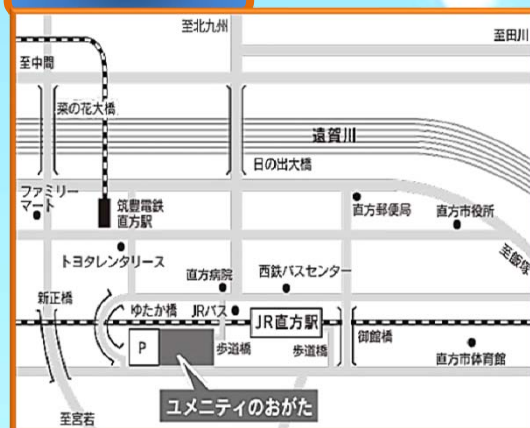 至北九州
至田川
至中間
菜の花大橋
遠賀川
日の出大橋
ファミリー
マート
筑豊電鉄
直方駅
直方郵便局
直方市役所
至飯塚
トヨタレンタリース
直方病院
西鉄バスセンター
新正橋
ゆたか橋
JRバス
JR直方駅
御館橋
P
歩道橋
歩道橋
直方市体育館
ユメニティのおがた
至宮若